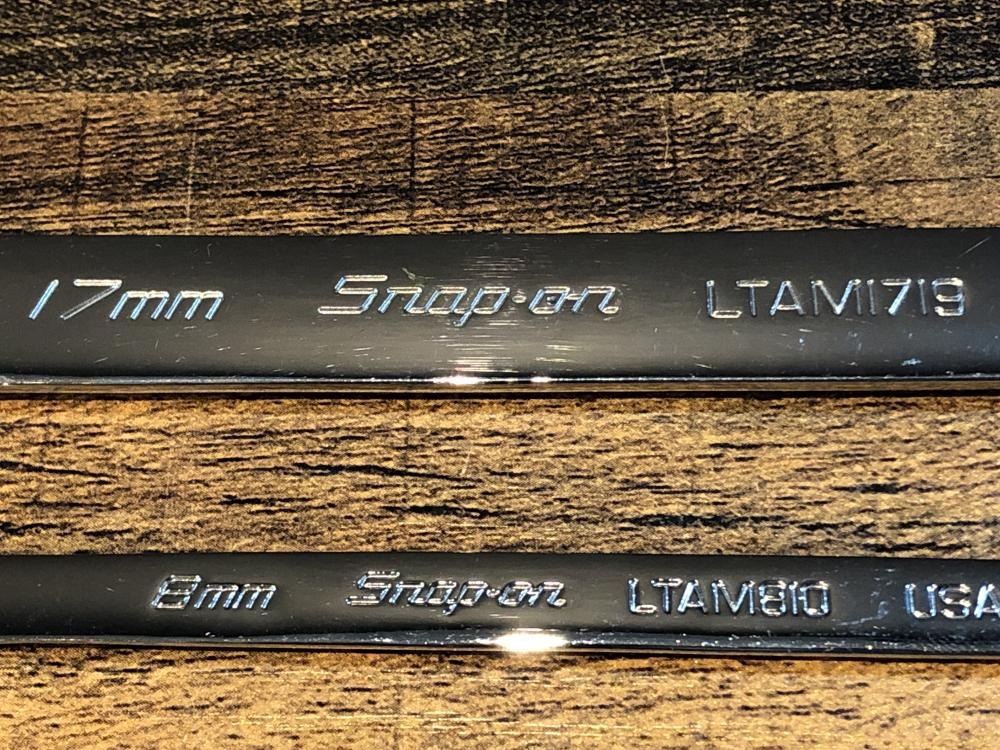 17mm Snap-on LTAM1719
8mm Snap-on LTAM810 USA